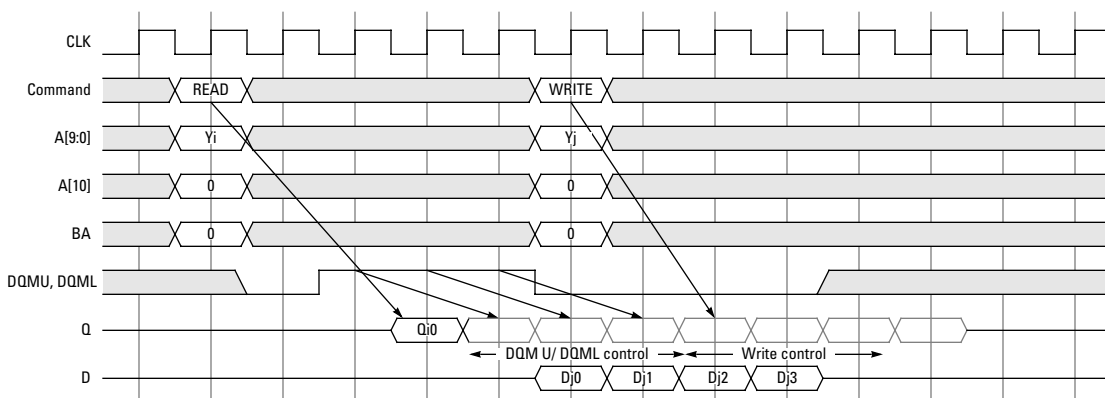 CLK
Command READ WRITE
A[9:0] Yi Yj
A[10] 0 0
BA 0 0
DQMU, DQML
Q Qi0
DQM U/ DQML control Write control
D Dj0 Dj1 Dj2 Dj3